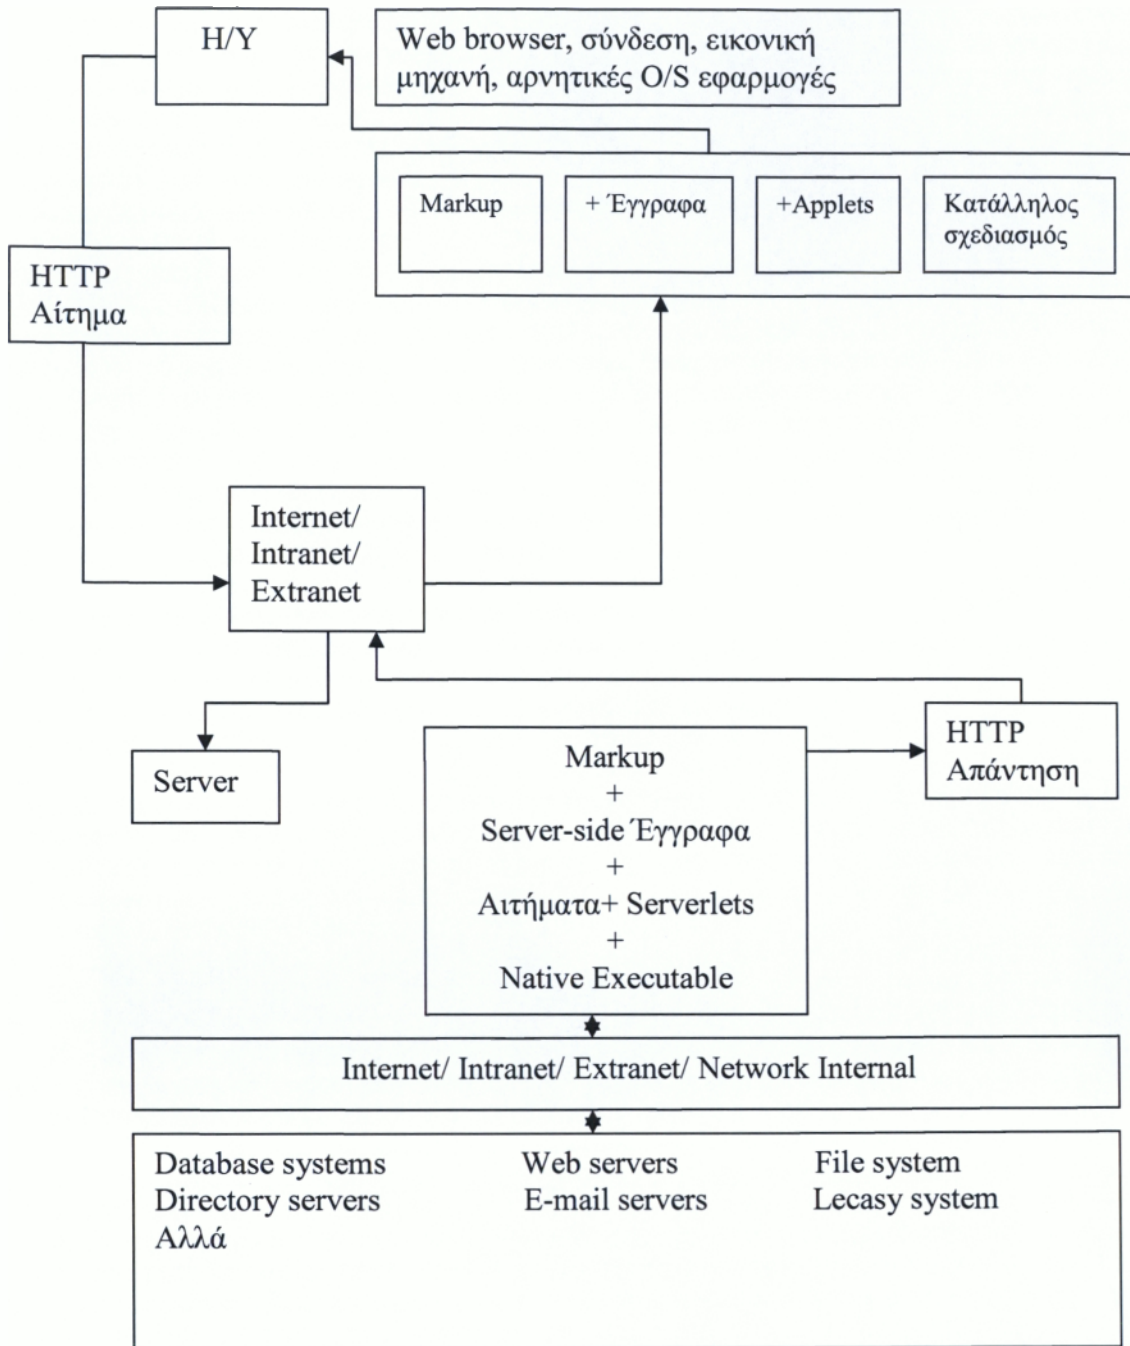 Η/Υ
Web browser, σύνδεση, εικονική
μηχανή, αρνητικές O/S εφαρμογές
Markup
+ Έγγραφα
+Applets
Κατάλληλος
σχεδιασμός
HTTP
Αίτημα
Internet/
Intranet/
Extranet
Server
HTTP
Απάντηση
Markup
+
Server-side Έγγραφα
+
Αιτήματα+ Serverlets
+
Native Executable
Internet/ Intranet/ Extranet/ Network Internal
Database systems
Web servers
File system
Directory servers
E-mail servers
Lecasy system
Αλλά